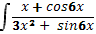 ∫ (x + cos6x) / (3x² + sin6x)